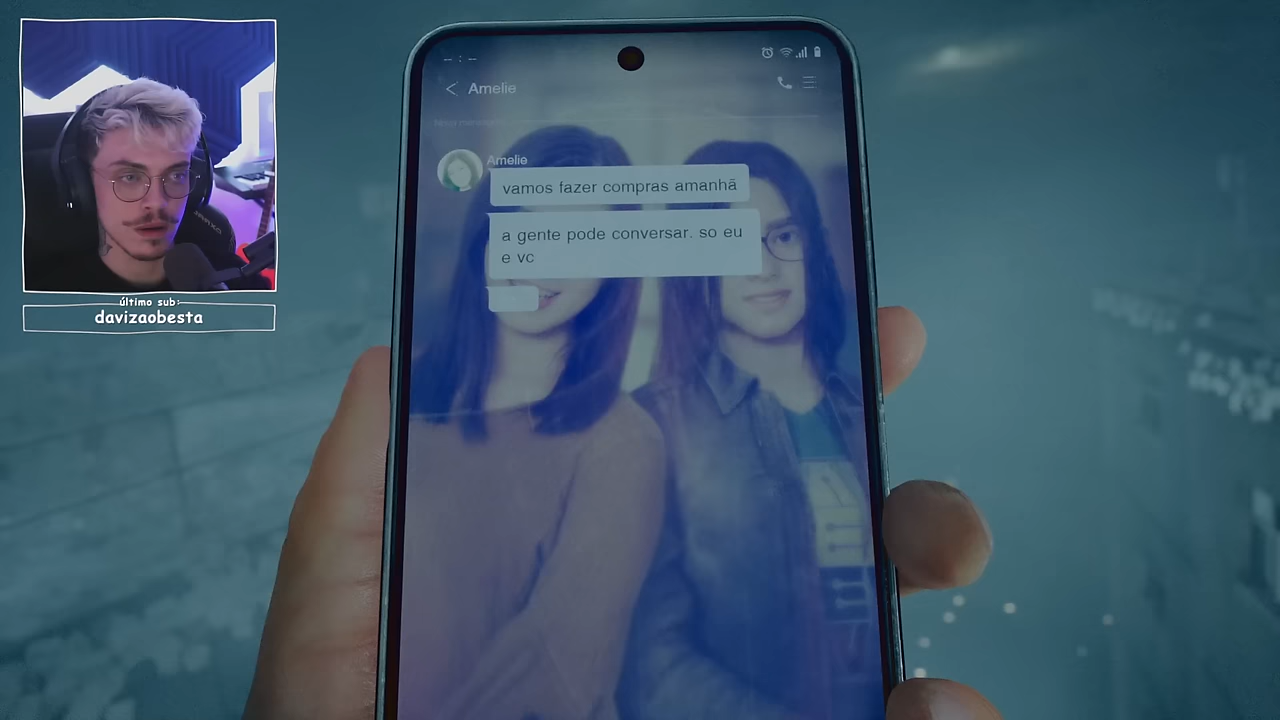 -- : --
Amelie
Amelie
vamos fazer compras amanhã
a gente pode conversar. so eu
e vc
último sub:
davizaobesta